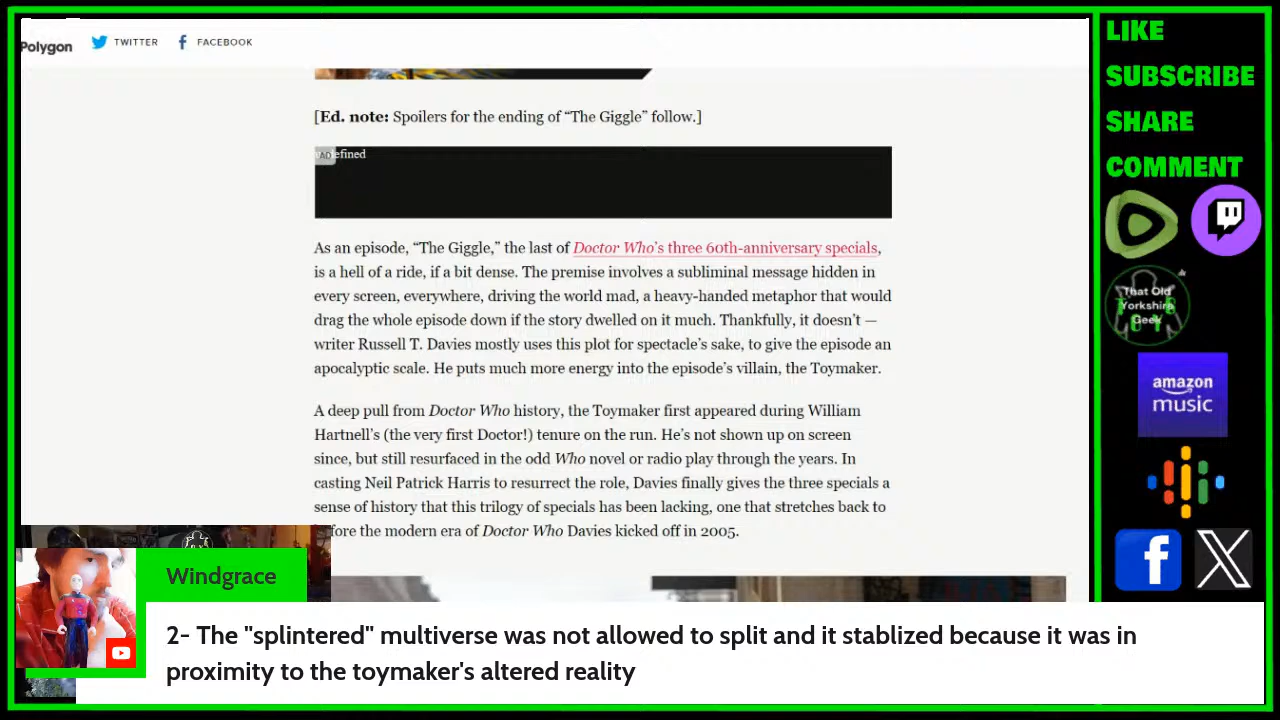 Polygon TWITTER FACEBOOK
[Ed. note: Spoilers for the ending of “The Giggle” follow.]
AD efined
As an episode, “The Giggle,” the last of Doctor Who’s three 60th-anniversary specials,
is a hell of a ride, if a bit dense. The premise involves a subliminal message hidden in
every screen, everywhere, driving the world mad, a heavy-handed metaphor that would
drag the whole episode down if the story dwelled on it much. Thankfully, it doesn’t —
writer Russell T. Davies mostly uses this plot for spectacle’s sake, to give the episode an
apocalyptic scale. He puts much more energy into the episode’s villain, the Toymaker.
A deep pull from Doctor Who history, the Toymaker first appeared during William
Hartnell’s (the very first Doctor!) tenure on the run. He’s not shown up on screen
since, but still resurfaced in the odd Who novel or radio play through the years. In
casting Neil Patrick Harris to resurrect the role, Davies finally gives the three specials a
sense of history that this trilogy of specials has been lacking, one that stretches back to
fore the modern era of Doctor Who Davies kicked off in 2005.
Windgrace
2- The "splintered" multiverse was not allowed to split and it stablized because it was in
proximity to the toymaker's altered reality
LIKE
SUBSCRIBE
SHARE
COMMENT
That Old
Yorkshire
Geek
amazon
music